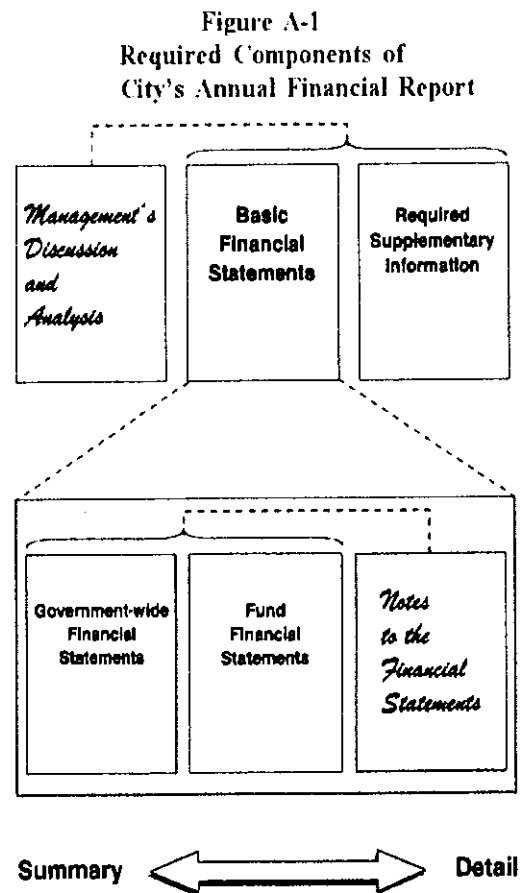 Figure A-1
Required Components of
City's Annual Financial Report
Management's
Discussion
and
Analysis
Basic
Financial
Statements
Required
Supplementary
Information
Government-wide
Financial
Statements
Fund
Financial
Statements
Notes
to the
Financial
Statements
Summary
Detail